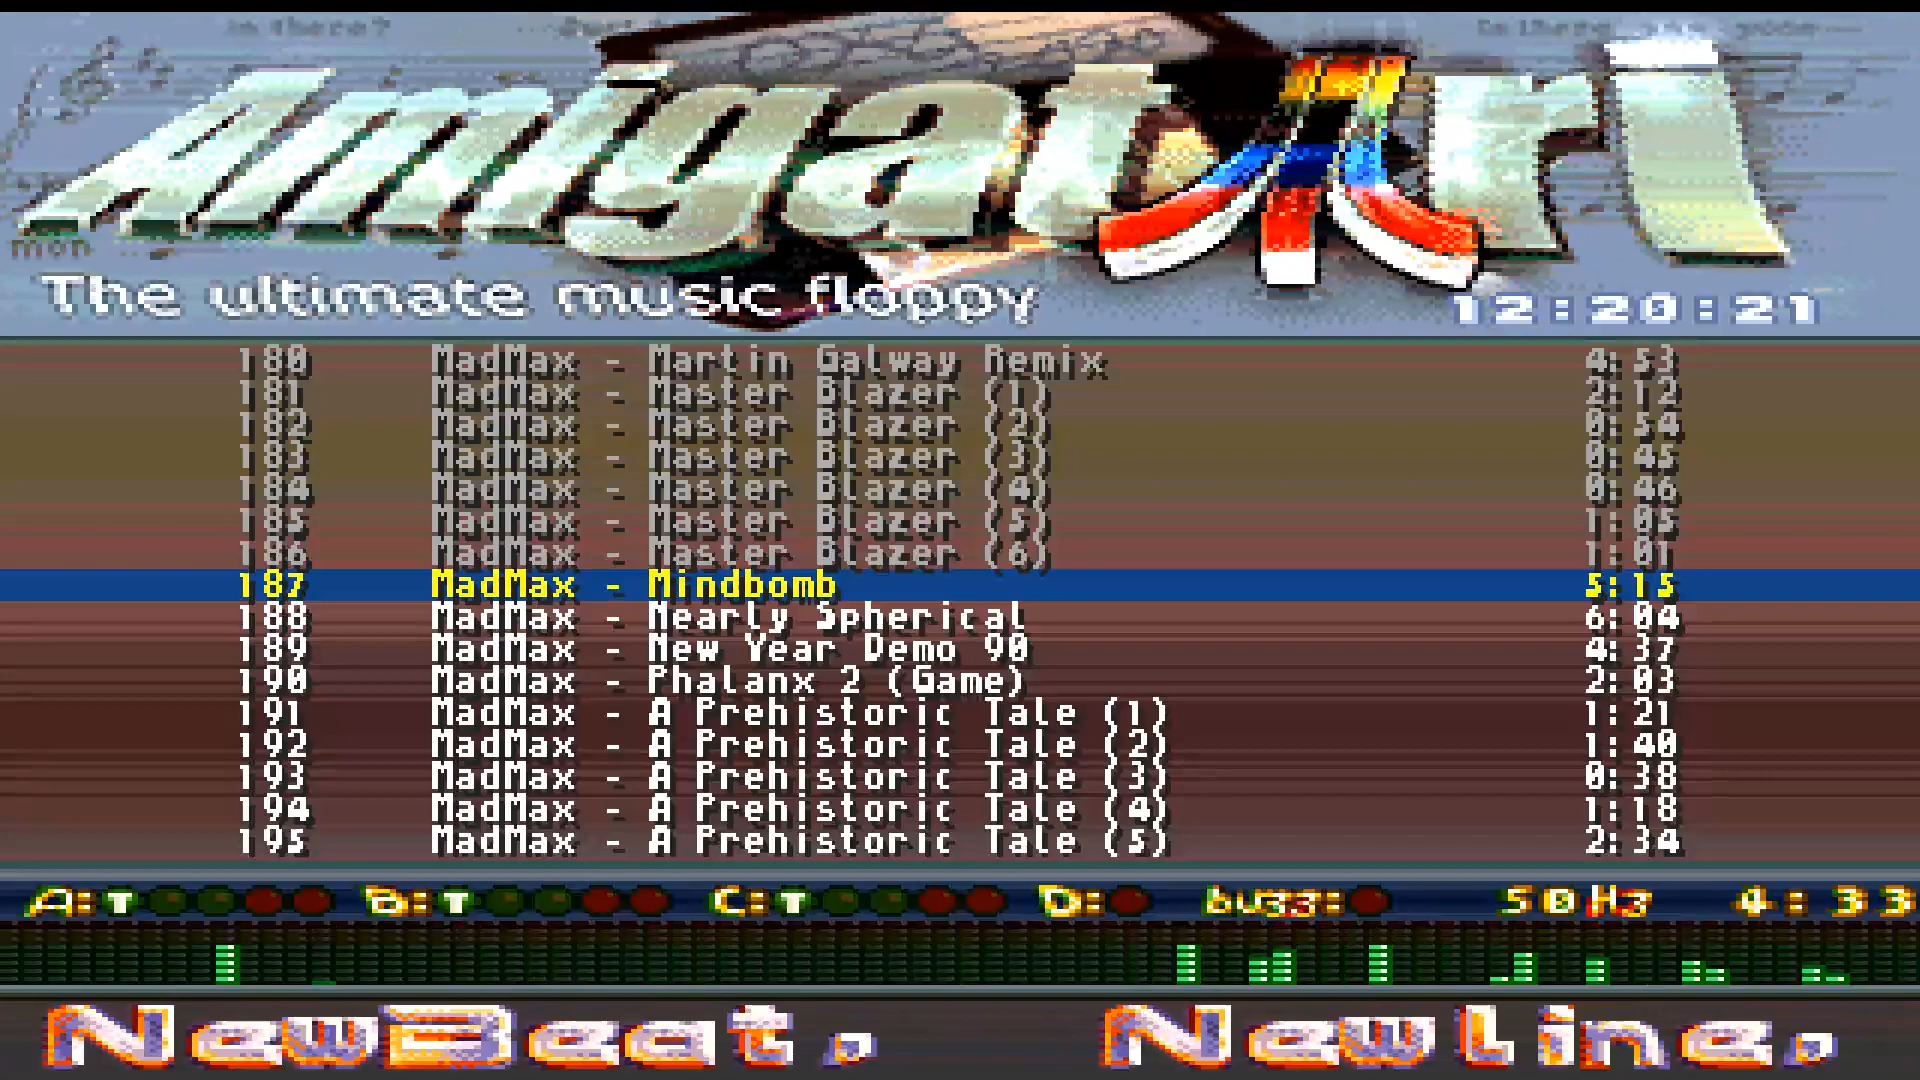 Amigatari
mon
The ultimate music floppy
12:20:21
180 MadMax - Martin Galway Remix 4:53
181 MadMax - Master Blazer (1) 2:12
182 MadMax - Master Blazer (2) 0:54
183 MadMax - Master Blazer (3) 0:45
184 MadMax - Master Blazer (4) 0:46
185 MadMax - Master Blazer (5) 1:05
186 MadMax - Master Blazer (6) 1:01
187 MadMax - Mindbomb 5:15
188 MadMax - Nearly Spherical 6:04
189 MadMax - New Year Demo 90 4:37
190 MadMax - Phalanx 2 (Game) 2:03
191 MadMax - A Prehistoric Tale (1) 1:21
192 MadMax - A Prehistoric Tale (2) 1:40
193 MadMax - A Prehistoric Tale (3) 0:38
194 MadMax - A Prehistoric Tale (4) 1:18
195 MadMax - A Prehistoric Tale (5) 2:34
A:T B:T C:T D: buzz: 50Hz 4:33
NewBeat, NewLine,